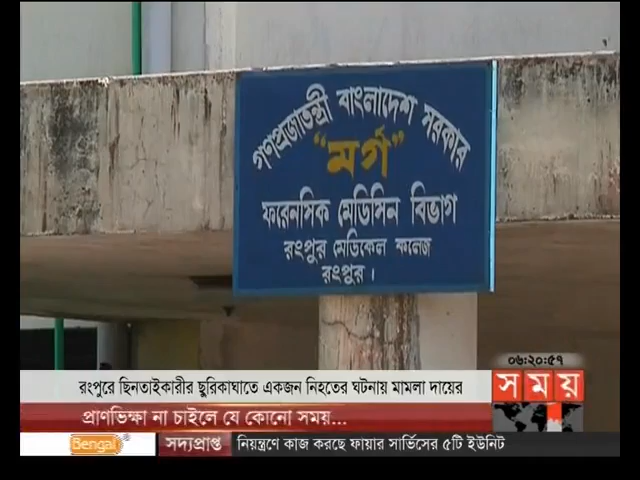 গণপ্রজাতন্ত্রী বাংলাদেশ সরকার
"মর্গ"
ফরেনসিক মেডিসিন বিভাগ
রংপুর মেডিকেল কলেজ
রংপুর।
০৬:২০:৫৭
সময়
রংপুরে ছিনতাইকারীর ছুরিকাঘাতে একজন নিহতের ঘটনায় মামলা দায়ের
প্রাণভিক্ষা না চাইলে যে কোনো সময়...
Bengal
সদ্যপ্রাপ্ত
নিয়ন্ত্রণে কাজ করছে ফায়ার সার্ভিসের ৫টি ইউনিট